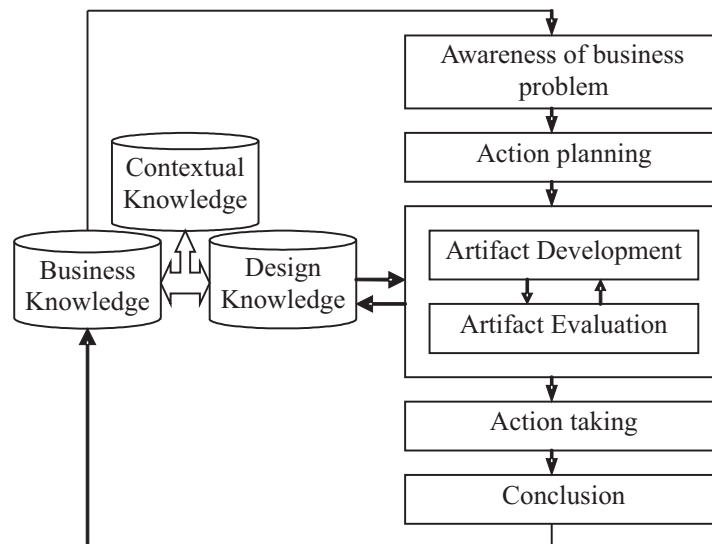 Awareness of business
problem
Action planning
Contextual
Knowledge
Business
Knowledge
Design
Knowledge
Artifact Development
Artifact Evaluation
Action taking
Conclusion